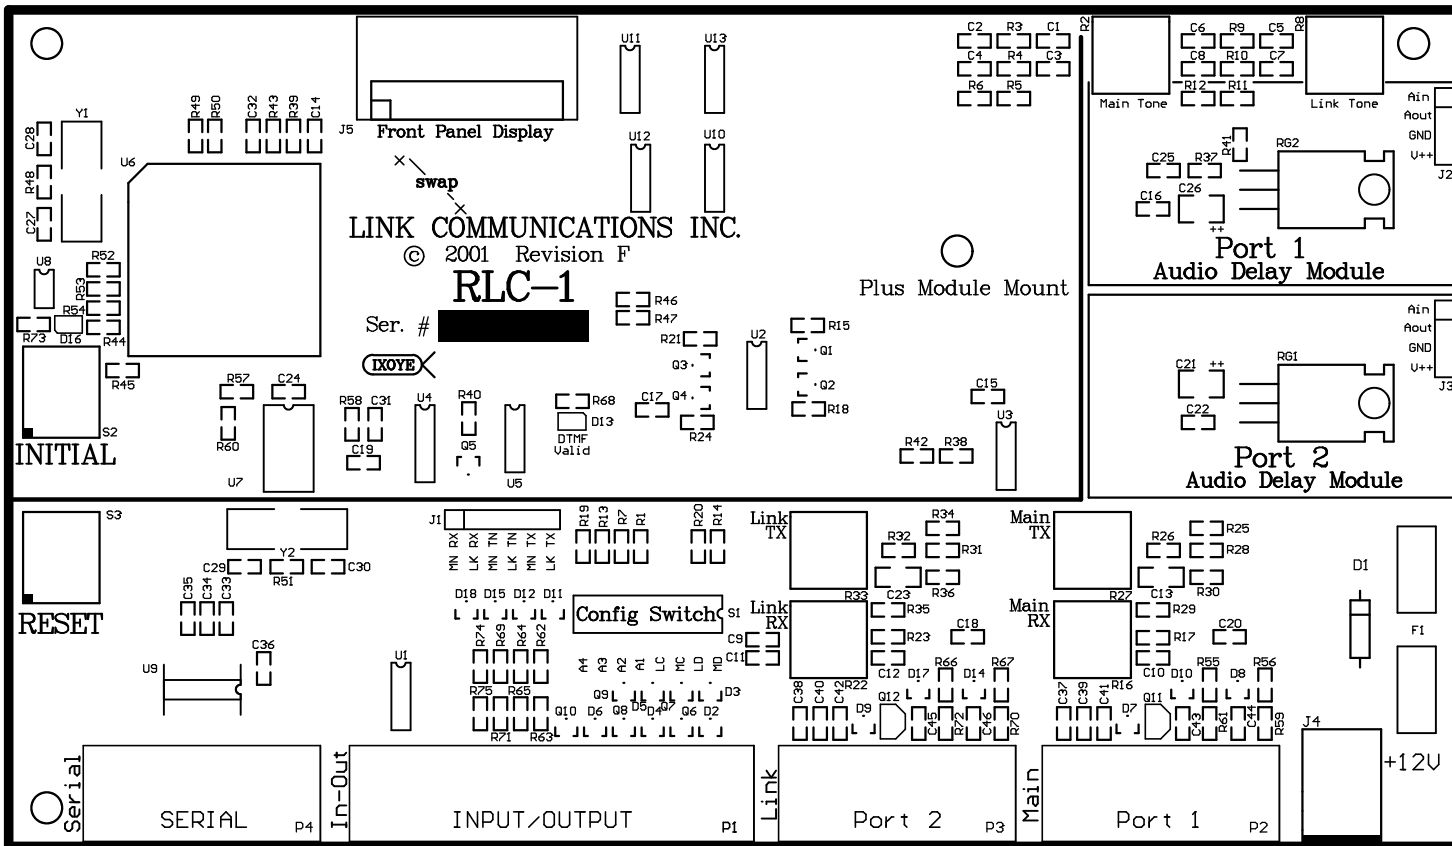 C2 R3 C1 R2 C6 R9 C5 R8
U11 U13
C4 R4 C3 C8 R10 C7
R6 R5 R12 R11
Main Tone Link Tone
Ain
Aout
GND
V++
J2
Y1 R49 R50 C32 R43 R39 C14
J5 Front Panel Display
U12 U10
C28 U6
R41 RG2
R48 C25 R37
swap
C16 C26
++
C27
LINK COMMUNICATIONS INC.
© 2001 Revision F
RLC-1
Ser. #
IXOYE
Port 1
Audio Delay Module
Plus Module Mount
U8 R52
R53
R54
R73 D16 R44
R45
R46
R47
R21 U2 R15
Q3 Q1
Q4 Q2
C17 R18
R24
Ain
Aout
GND
V++
J3
C21 ++ RG1
C22
Port 2
Audio Delay Module
R57 C24
R58 C31 U4 R40
R68
D13
DTMF
Valid
C15
U3
S2
INITIAL
R60
C19 Q5
R42 R38
U7 U5
S3
J1
MN RX
LK RX
MN TN
LK TN
MN TX
LK TX
R19 R13 R7 R1 R20 R14
Link
TX
R34
R32 R31
R36
Main
TX
R25
R26 R28
R30
Y2
C29 R51 C30
C35 C34 C33
D1
RESET
D18 D15 D12 D11
Config Switch S1
R33 C23 R35
Link
RX
R27 C13 R29
Main
RX
F1
C9
C11
R23 C18
R17 C20
R74 R69 R64 R62
C36
U9 U1
A4 A3 A2 A1 LC MC LD MD
R22 C12 D17 R66 D14 R67
R16 C10 D10 R55 D8 R56
R75 R65
Q9 D5 Q7 D3
Q10 D6 Q8 D4 Q6 D2
R71 R63
C38 C40 C42 D9 Q12 C45 R72 C46 R70
C37 C39 C41 D7 Q11 C43 R61 C44 R59
J4
+12V
Serial
SERIAL P4
In-Out
INPUT/OUTPUT P1
Link
Port 2 P3
Main
Port 1 P2